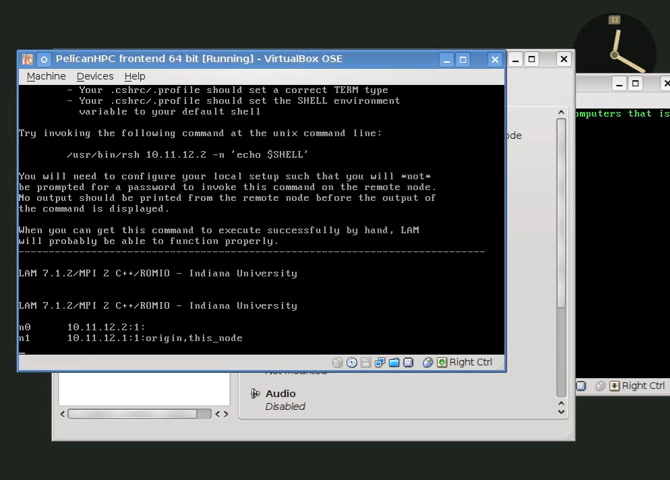 12
PelicanHPC frontend 64 bit [Running] - VirtualBox OSE
Machine Devices Help
- Your .cshrc/.profile should set a correct TERM type
- Your .cshrc/.profile should set the SHELL environment
variable to your default shell
Try invoking the following command at the unix command line:
/usr/bin/rsh 10.11.12.2 -n 'echo $SHELL'
You will need to configure your local setup such that you will *not*
be prompted for a password to invoke this command on the remote node.
No output should be printed from the remote node before the output of
the command is displayed.
When you can get this command to execute successfully by hand, LAM
will probably be able to function properly.
-----------------------------------------------------------------------------
LAM 7.1.2/MPI 2 C++/ROMIO - Indiana University
LAM 7.1.2/MPI 2 C++/ROMIO - Indiana University
n0 10.11.12.2:1:
n1 10.11.12.1:1:origin,this_node
Right Ctrl
ode
omputers that is
Right Ctrl
Audio
Disabled